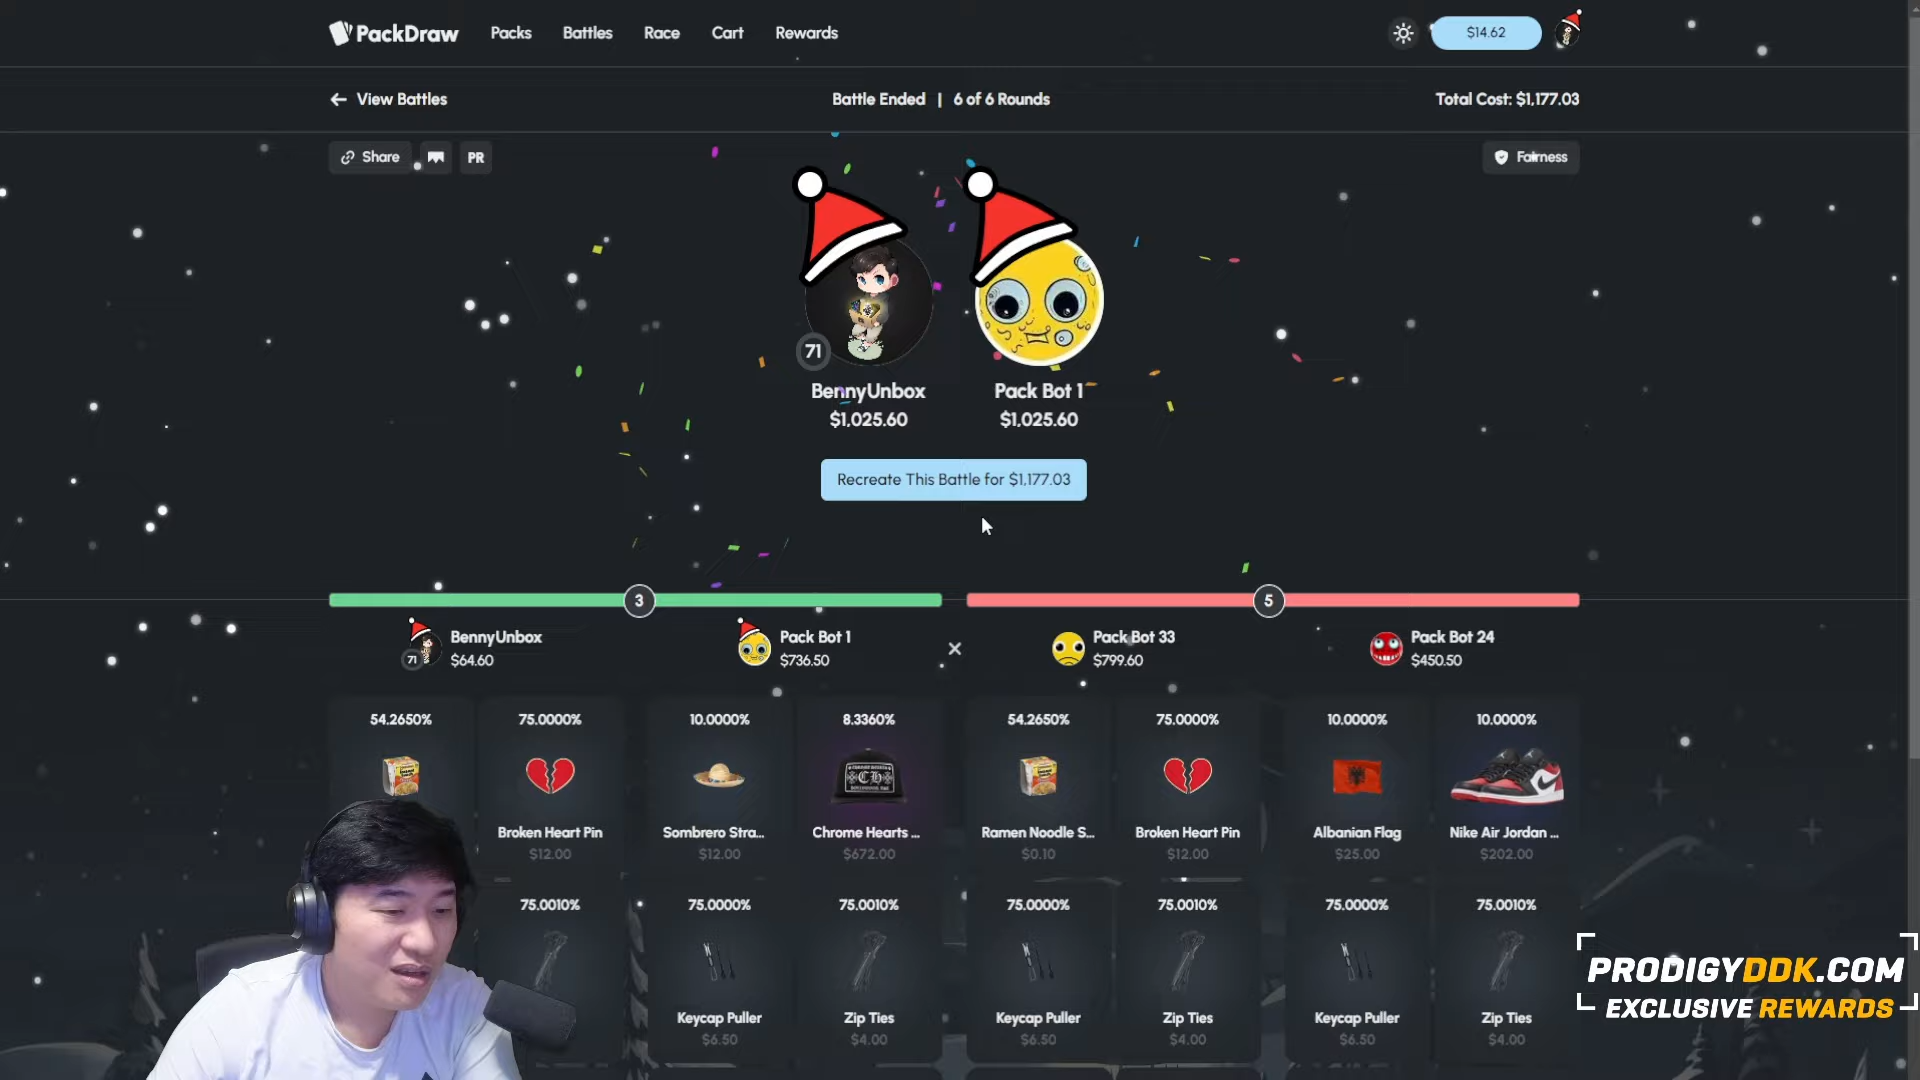 PackDraw Packs Battles Race Cart Rewards $14.62
View Battles Battle Ended | 6 of 6 Rounds Total Cost: $1,177.03
Share PR Fairness
71
BennyUnbox Pack Bot 1
$1,025.60 $1,025.60
Recreate This Battle for $1,177.03
3 5
BennyUnbox Pack Bot 1 Pack Bot 33 Pack Bot 24
71 $64.60 $736.50 $799.60 $450.50
54.2650% 75.0000% 10.0000% 8.3360% 54.2650% 75.0000% 10.0000% 10.0000%
CH
Broken Heart Pin Sombrero Stra... Chrome Hearts ... Ramen Noodle S... Broken Heart Pin Albanian Flag Nike Air Jordan ...
$12.00 $12.00 $672.00 $0.10 $12.00 $25.00 $202.00
75.0010% 75.0000% 75.0010% 75.0000% 75.0010% 75.0000% 75.0010%
PRODIGYDDK.COM
EXCLUSIVE REWARDS
Keycap Puller Zip Ties Keycap Puller Zip Ties Keycap Puller Zip Ties
$6.50 $4.00 $6.50 $4.00 $6.50 $4.00